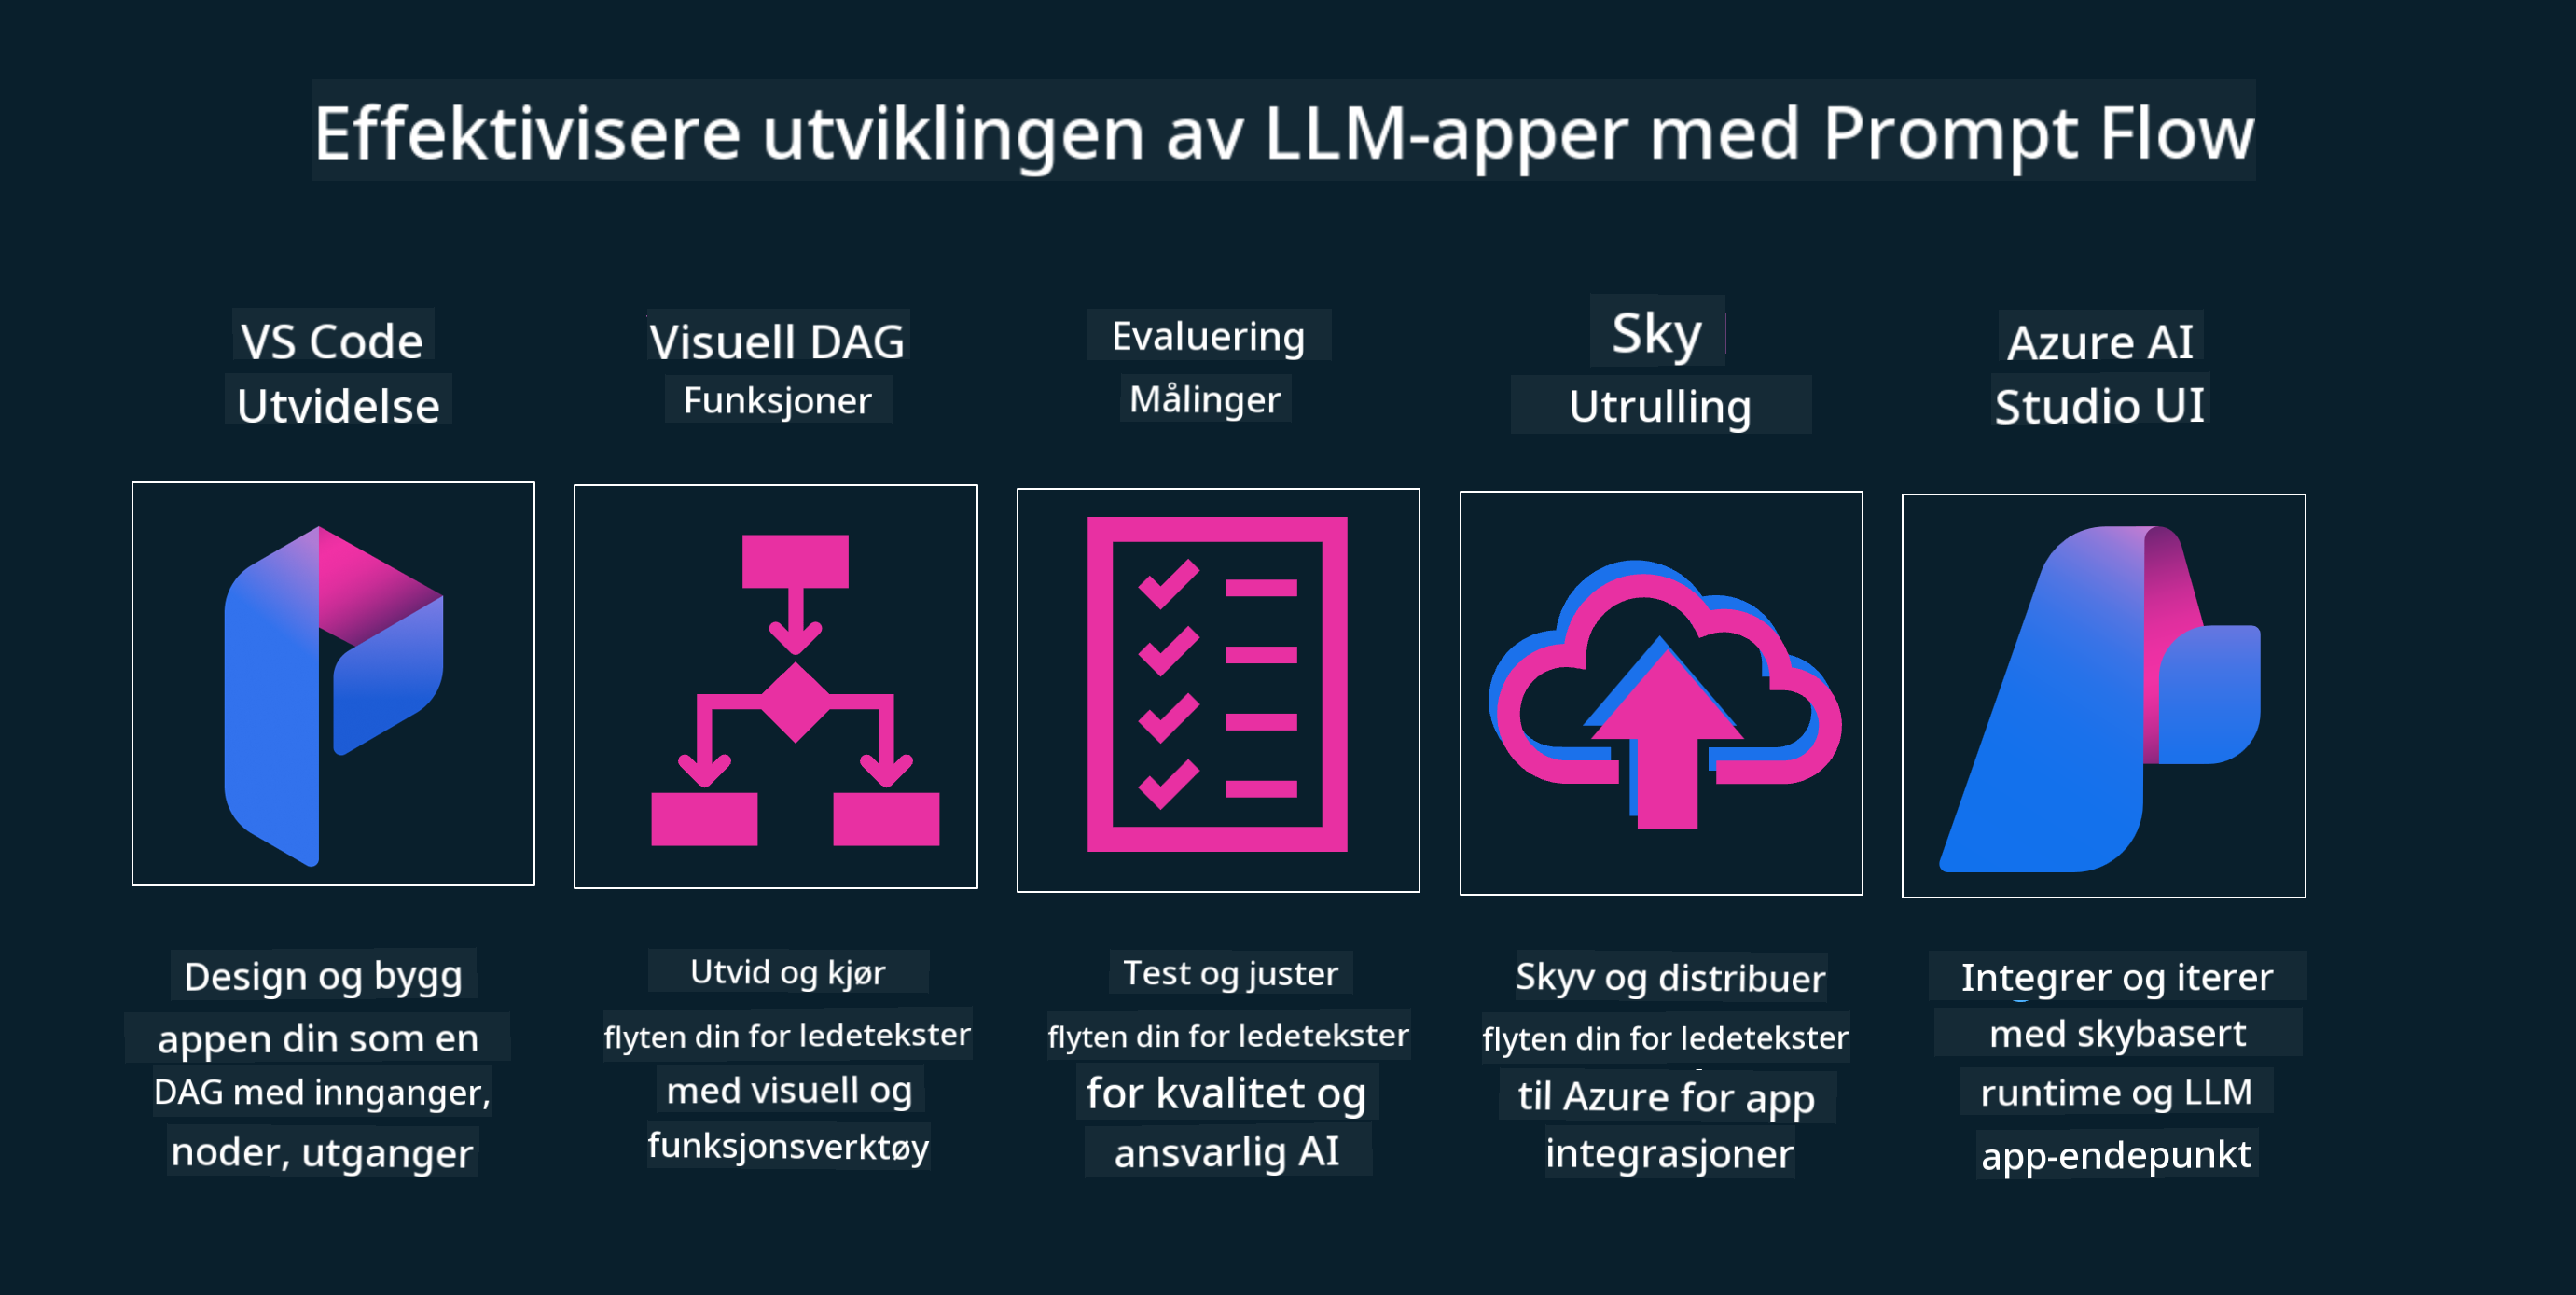 Effektivisere utviklingen av LLM-apper med Prompt Flow
VS Code
Utvidelse
Visuell DAG
Funksjoner
Evaluering
Målinger
Sky
Utrulling
Azure AI
Studio UI
Design og bygg
appen din som en
DAG med innganger,
noder, utganger
Utvid og kjør
flyten din for ledetekster
med visuell og
funksjonsverktøy
Test og juster
flyten din for ledetekster
for kvalitet og
ansvarlig AI
Skyv og distribuer
flyten din for ledetekster
til Azure for app
integrasjoner
Integrer og iterer
med skybasert
runtime og LLM
app-endepunkt